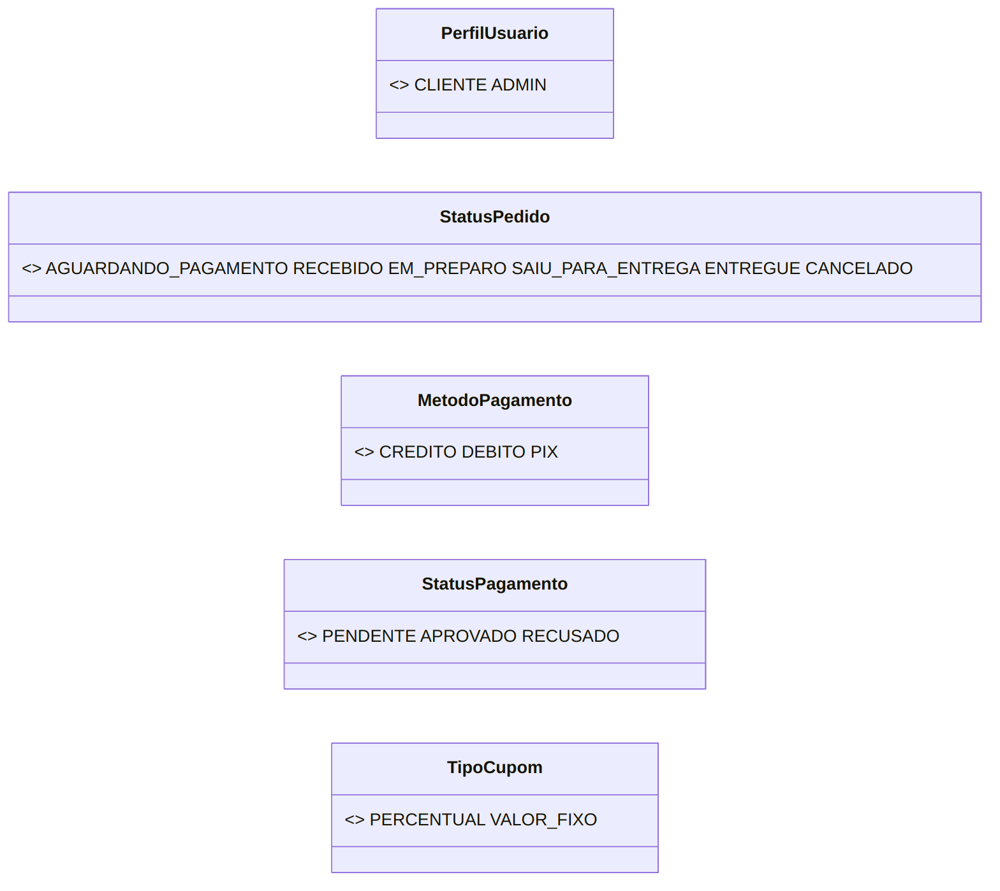 PerfilUsuario
<> CLIENTE ADMIN
StatusPedido
<> AGUARDANDO_PAGAMENTO RECEBIDO EM_PREPARO SAIU_PARA_ENTREGA ENTREGUE CANCELADO
MetodoPagamento
<> CREDITO DEBITO PIX
StatusPagamento
<> PENDENTE APROVADO RECUSADO
TipoCupom
<> PERCENTUAL VALOR_FIXO